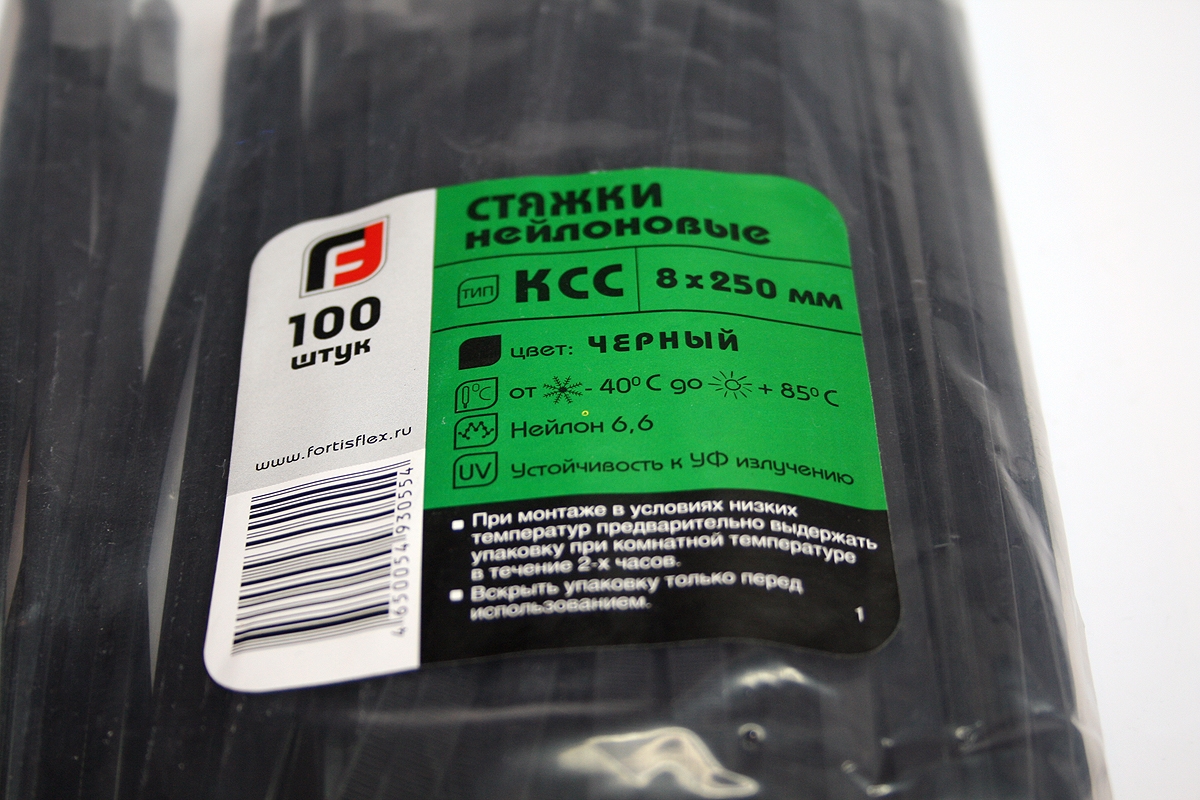 100
штук
www.fortisflex.ru
4650054930554
СТЯЖКИ
нейлоновые
тип КСС 8x250 мм
цвет: ЧЕРНЫЙ
°C от - 40°C до + 85°C
Нейлон 6,6
UV Устойчивость к УФ излучению
При монтаже в условиях низких
температур предварительно выдержать
упаковку при комнатной температуре
в течение 2-х часов.
Вскрыть упаковку только перед
использованием.
1